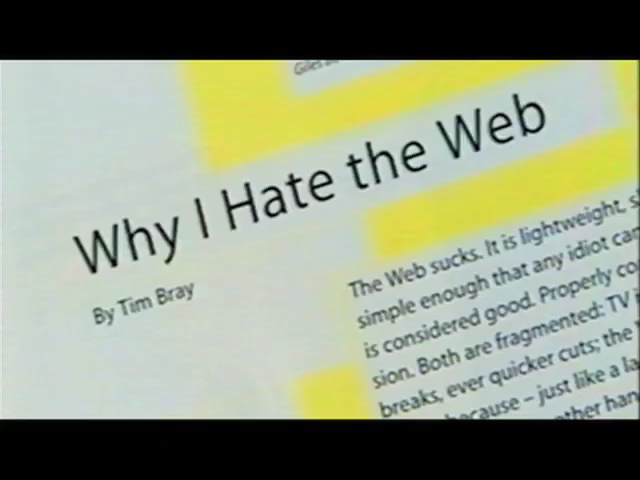 Why I Hate the Web
By Tim Bray
The Web sucks. It is lightweight,
simple enough that any idiot
is considered good. Properly
sion. Both are fragmented: TV
breaks, ever quicker cuts; the
because – just like a
other